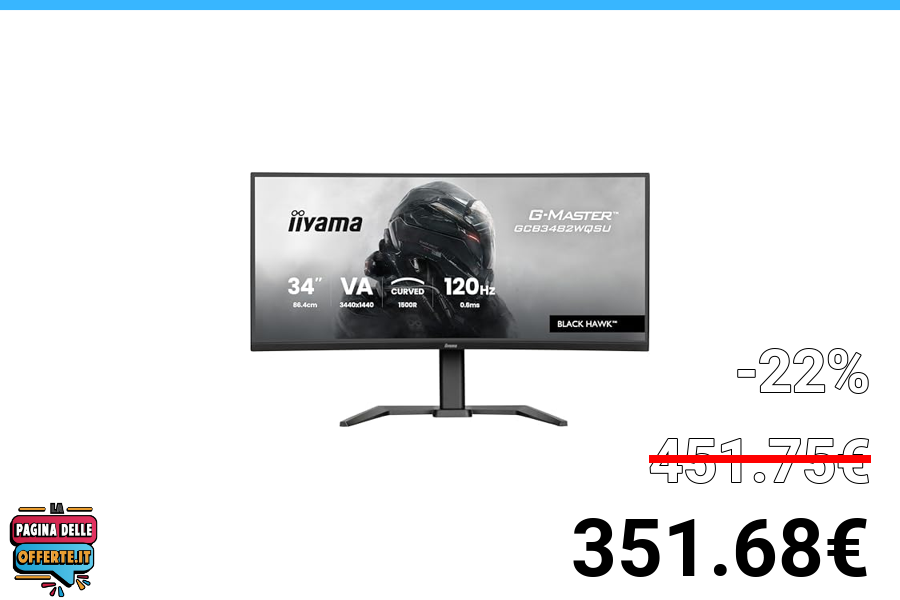 iiyama
G-MASTER™
GCB3482WQSU
34" VA CURVED 120Hz
86.4cm 3440x1440 1500R 0.8ms
BLACK HAWK™
iiyama
-22%
451.75€
351.68€
LA
PAGINA DELLE
OFFERTE.IT